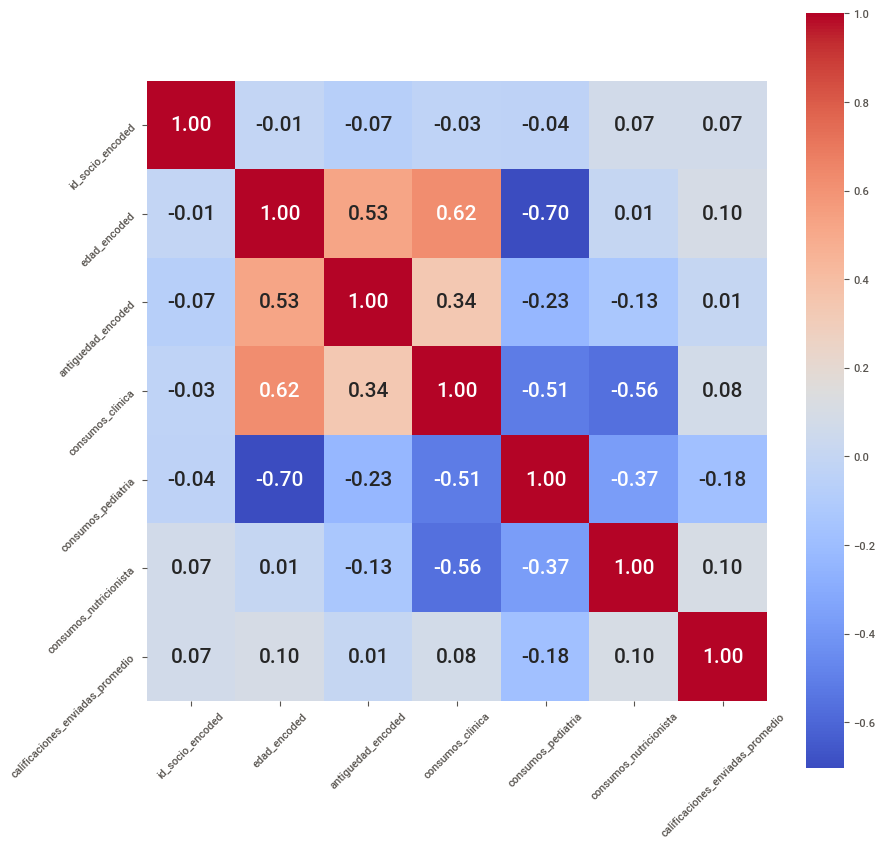 id_socio_encoded 1.00 -0.01 -0.07 -0.03 -0.04 0.07 0.07
edad_encoded -0.01 1.00 0.53 0.62 -0.70 0.01 0.10
antiguedad_encoded -0.07 0.53 1.00 0.34 -0.23 -0.13 0.01
consumos_clinica -0.03 0.62 0.34 1.00 -0.51 -0.56 0.08
consumos_pediatria -0.04 -0.70 -0.23 -0.51 1.00 -0.37 -0.18
consumos_nutricionista 0.07 0.01 -0.13 -0.56 -0.37 1.00 0.10
calificaciones_enviadas_promedio 0.07 0.10 0.01 0.08 -0.18 0.10 1.00
id_socio_encoded
edad_encoded
antiguedad_encoded
consumos_clinica
consumos_pediatria
consumos_nutricionista
calificaciones_enviadas_promedio
1.0
0.8
0.6
0.4
0.2
0.0
−0.2
−0.4
−0.6